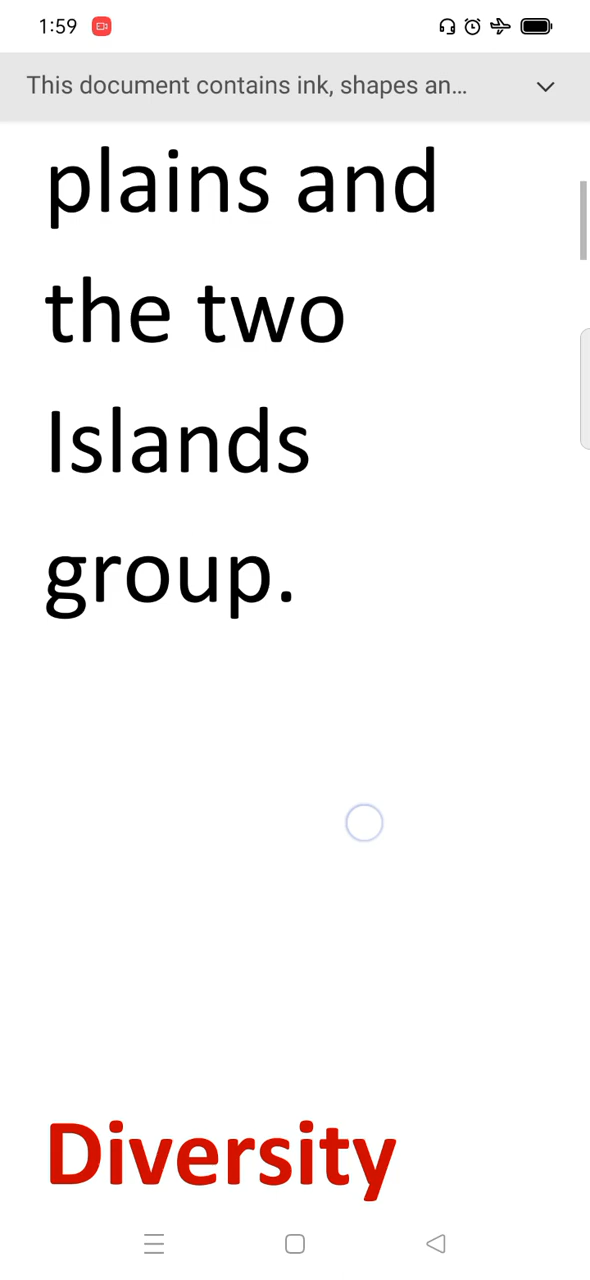 1:59
This document contains ink, shapes an...
plains and
the two
Islands
group.
Diversity